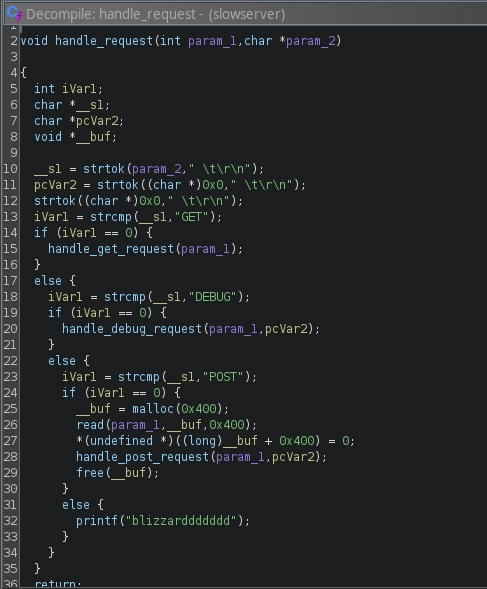 Decompile: handle_request - (slowserver)
1
2 void handle_request(int param_1,char *param_2)
3
4 {
5   int iVar1;
6   char *__s1;
7   char *pcVar2;
8   void *__buf;
9
10   __s1 = strtok(param_2," \t\r\n");
11   pcVar2 = strtok((char *)0x0," \t\r\n");
12   strtok((char *)0x0," \t\r\n");
13   iVar1 = strcmp(__s1,"GET");
14   if (iVar1 == 0) {
15     handle_get_request(param_1);
16   }
17   else {
18     iVar1 = strcmp(__s1,"DEBUG");
19     if (iVar1 == 0) {
20       handle_debug_request(param_1,pcVar2);
21     }
22     else {
23       iVar1 = strcmp(__s1,"POST");
24       if (iVar1 == 0) {
25         __buf = malloc(0x400);
26         read(param_1,__buf,0x400);
27         *(undefined *)((long)__buf + 0x400) = 0;
28         handle_post_request(param_1,pcVar2);
29         free(__buf);
30       }
31       else {
32         printf("blizzardddddddd");
33       }
34     }
35   }
36   return;